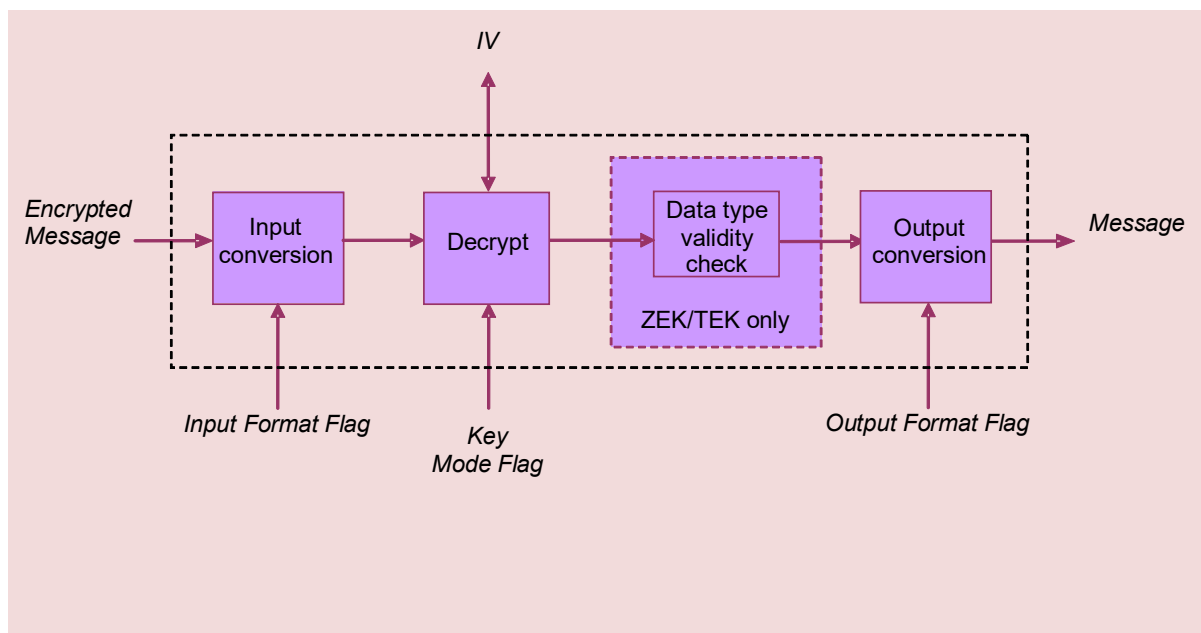 IV
Encrypted
Message
Input
conversion
Decrypt
Data type
validity
check
ZEK/TEK only
Output
conversion
Message
Input Format Flag
Key
Mode Flag
Output Format Flag